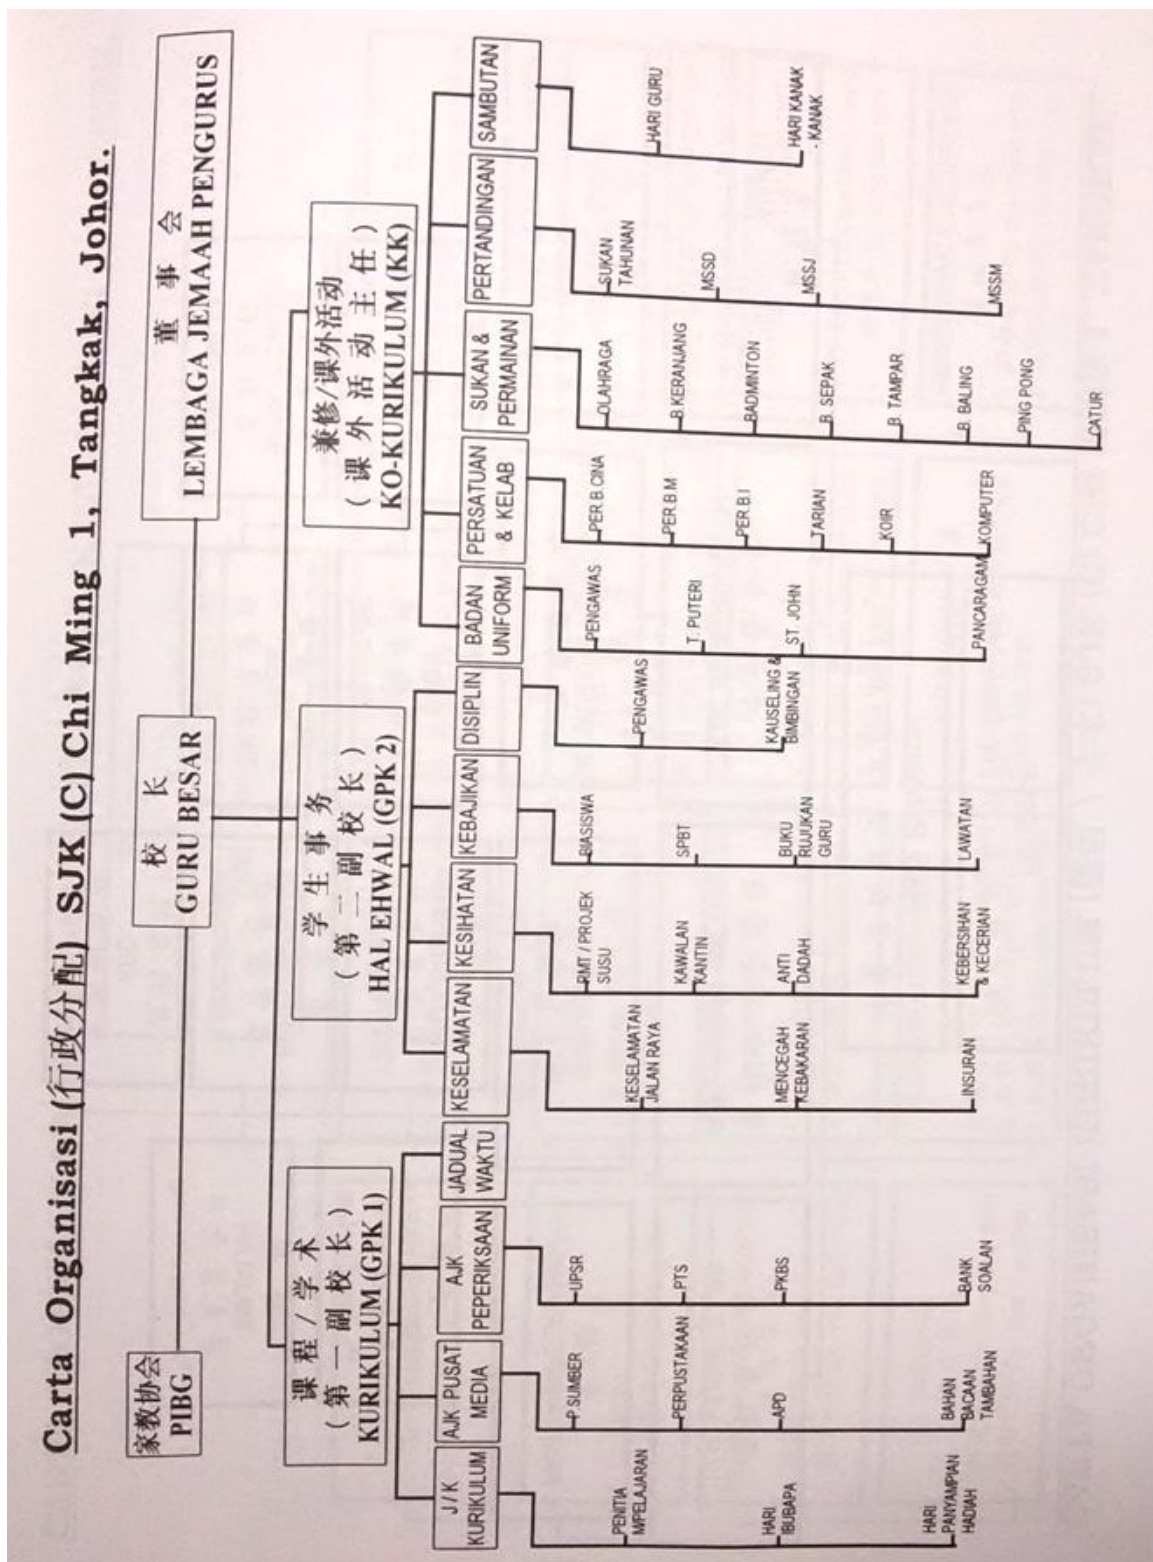 Carta Organisasi (行政分配) SJK (C) Chi Ming 1, Tangkak, Johor.
家教协会
PIBG
校 长
GURU BESAR
董 事 会
LEMBAGA JEMAAH PENGURUS
课 程 / 学 术
( 第 一 副 校 长 )
KURIKULUM (GPK 1)
学 生 事 务
( 第 二 副 校 长 )
HAL EHWAL (GPK 2)
兼修/课外活动
( 课 外 活 动 主 任 )
KO-KURIKULUM (KK)
J / K
KURIKULUM
PENITIA
M/PELAJARAN
HARI
IBUBAPA
HARI
PANYAMPIAN
HADIAH
AJK PUSAT
MEDIA
P.SUMBER
PERPUSTAKAAN
APD
BAHAN
BACAAN
TAMBAHAN
AJK
PEPERIKSAAN
UPSR
PTS
PKBS
BANK
SOALAN
JADUAL
WAKTU
KESELAMATAN
KESELAMATAN
JALAN RAYA
MENCEGAH
KEBAKARAN
INSURAN
KESIHATAN
RMT / PROJEK
SUSU
KAWALAN
KANTIN
ANTI
DADAH
KEBERSIHAN
& KECERIAN
KEBAJIKAN
BIASISWA
SPBT
BUKU
RUJUKAN
GURU
LAWATAN
DISIPLIN
PENGAWAS
KAUSELING &
BIMBINGAN
BADAN
UNIFORM
PENGAWAS
T. PUTERI
ST. JOHN
PANCARAGAM
PERSATUAN
& KELAB
PER.B.CINA
PER.B.M
PER.B.I
TARIAN
KOIR
KOMPUTER
SUKAN &
PERMAINAN
OLAHRAGA
B.KERANJANG
BADMINTON
B. SEPAK
B. TAMPAR
B. BALING
PING PONG
CATUR
PERTANDINGAN
SUKAN
TAHUNAN
MSSD
MSSJ
MSSM
SAMBUTAN
HARI GURU
HARI KANAK
- KANAK